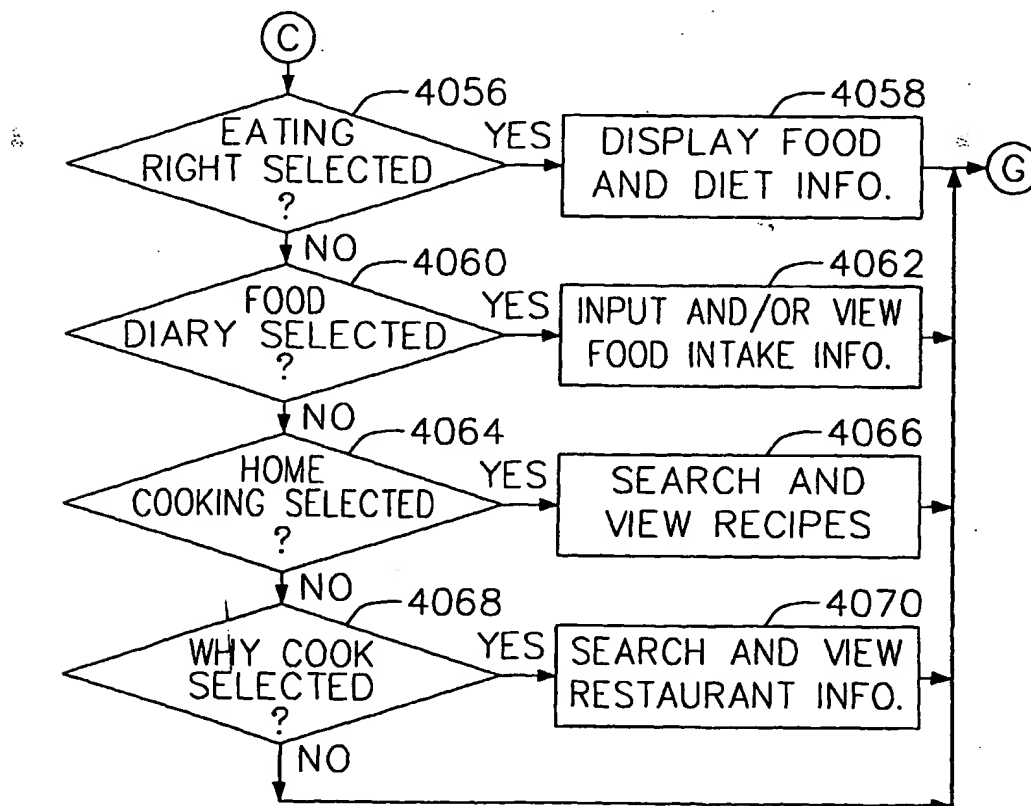 C
4056
EATING
RIGHT SELECTED
?
YES
4058
DISPLAY FOOD
AND DIET INFO.
G
NO
4060
FOOD
DIARY SELECTED
?
YES
4062
INPUT AND/OR VIEW
FOOD INTAKE INFO.
NO
4064
HOME
COOKING SELECTED
?
YES
4066
SEARCH AND
VIEW RECIPES
NO
4068
WHY COOK
SELECTED
?
YES
4070
SEARCH AND VIEW
RESTAURANT INFO.
NO